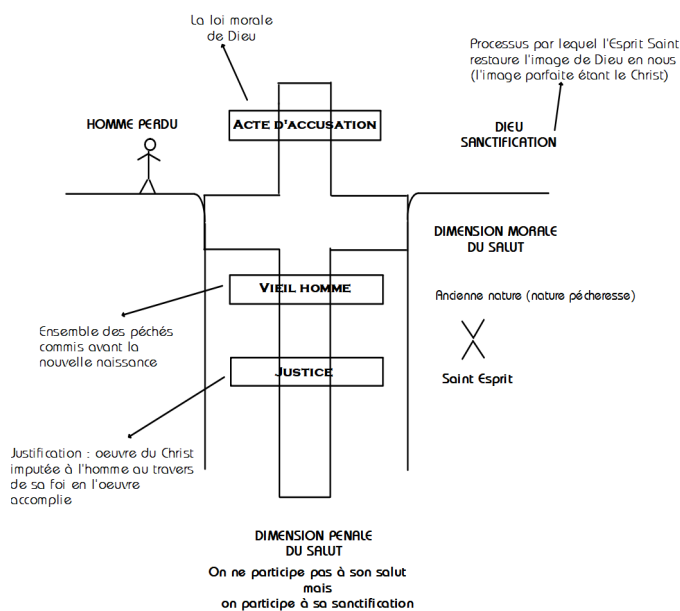 La loi morale
de Dieu
Processus par lequel l'Esprit Saint
restaure l'image de Dieu en nous
(l'image parfaite étant le Christ)
HOMME PERDU
ACTE D'ACCUSATION
DIEU
SANCTIFICATION
DIMENSION MORALE
DU SALUT
VIEIL HOMME
Ancienne nature (nature pécheresse)
Ensemble des péchés
commis avant la
nouvelle naissance
JUSTICE
Saint Esprit
Justification : oeuvre du Christ
imputée à l'homme au travers
de sa foi en l'oeuvre
accomplie
DIMENSION PENALE
DU SALUT
On ne participe pas à son salut
mais
on participe à sa sanctification